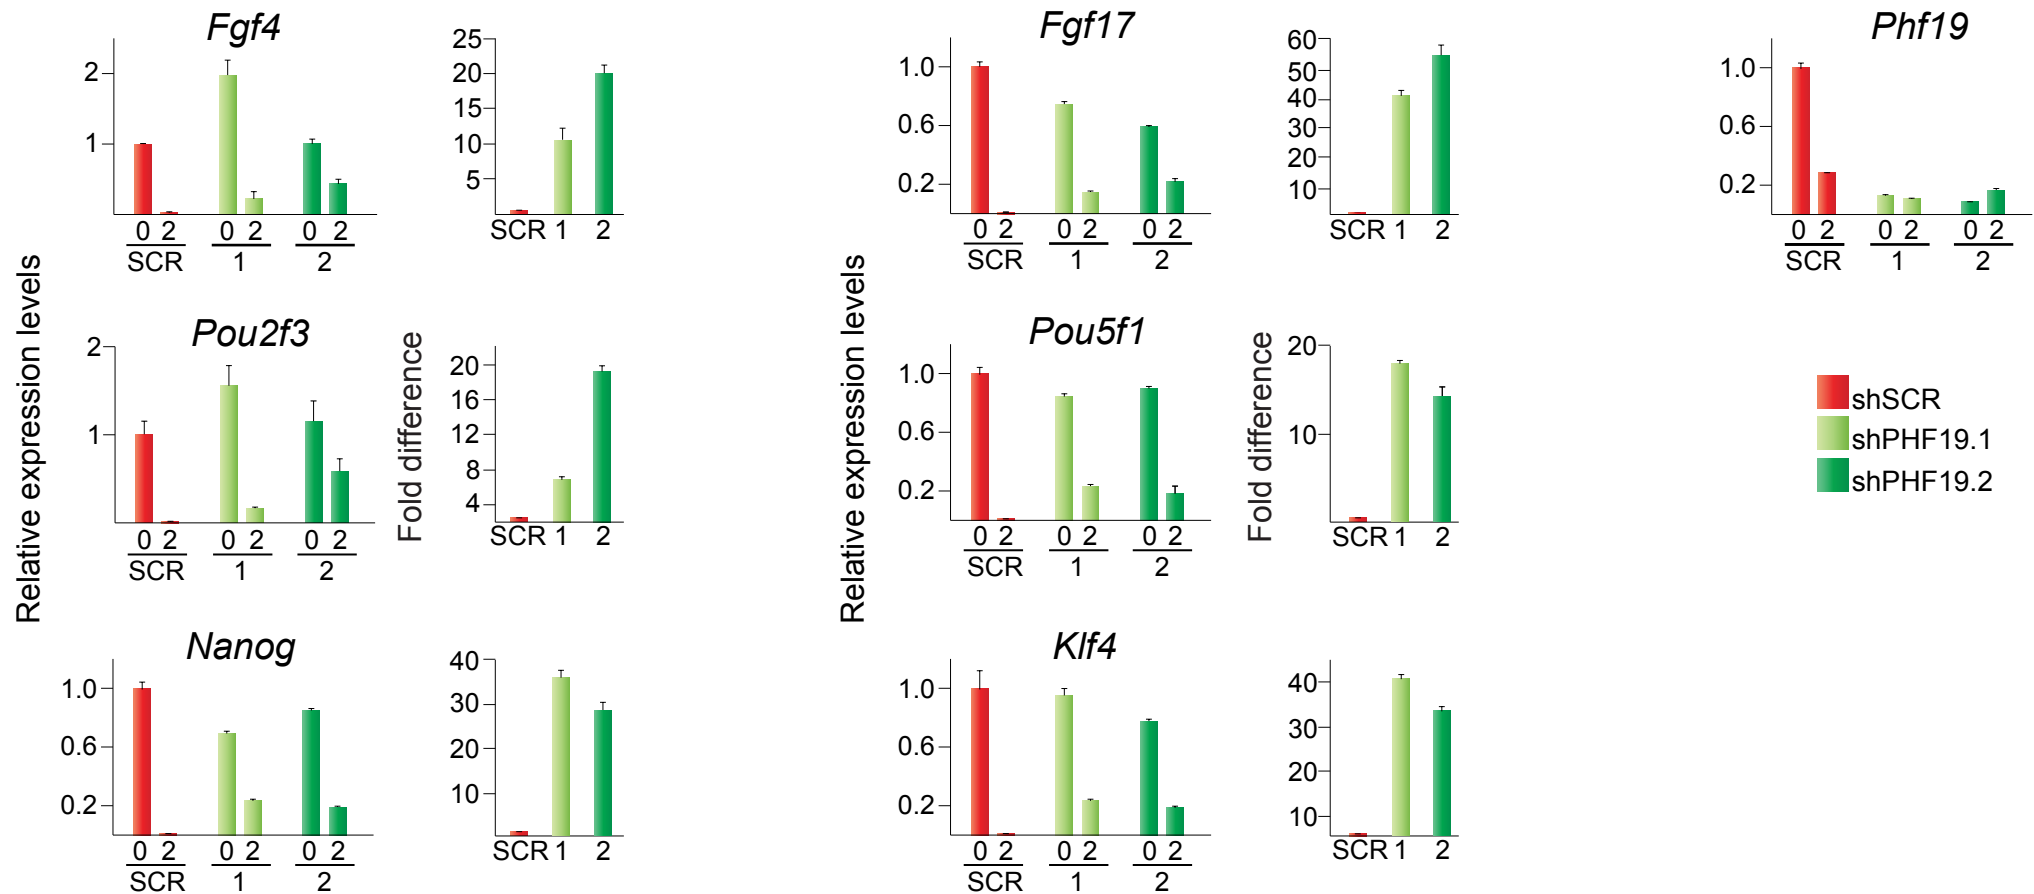 Fgf4
2
1
0 2 0 2 0 2
SCR 1 2
25
20
15
10
5
SCR 1 2
Fgf17
1.0
0.6
0.2
0 2 0 2 0 2
SCR 1 2
60
50
40
30
20
10
SCR 1 2
Phf19
1.0
0.6
0.2
0 2 0 2 0 2
SCR 1 2
Relative expression levels
Pou2f3
2
1
0 2 0 2 0 2
SCR 1 2
Fold difference
20
16
12
8
4
SCR 1 2
Relative expression levels
Pou5f1
1.0
0.6
0.2
0 2 0 2 0 2
SCR 1 2
Fold difference
20
10
SCR 1 2
shSCR
shPHF19.1
shPHF19.2
Nanog
1.0
0.6
0.2
0 2 0 2 0 2
SCR 1 2
40
30
20
10
SCR 1 2
Klf4
1.0
0.6
0.2
0 2 0 2 0 2
SCR 1 2
40
30
20
10
SCR 1 2